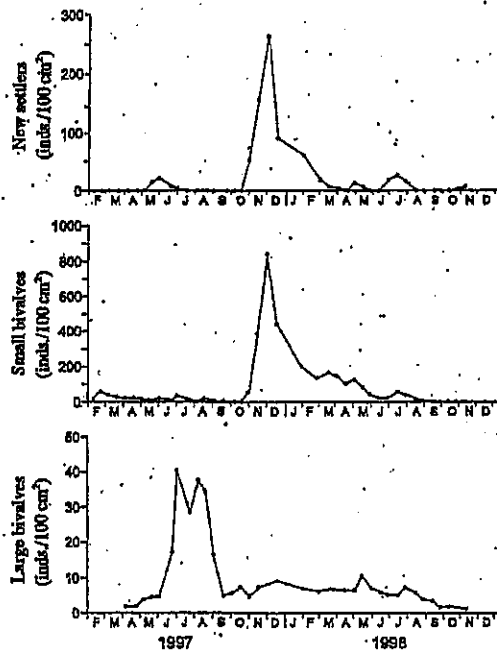 New settlers
(inds./100 cm²)
300
200
100
0
F M A M J J A S O N D J F M A M J J A S O N D
Small bivalves
(inds./100 cm²)
1000
800
600
400
200
0
F M A M J J A S O N D J F M A M J J A S O N D
Large bivalves
(inds./100 cm²)
50
40
30
20
10
0
F M A M J J A S O N D J F M A M J J A S O N D
1997 1998